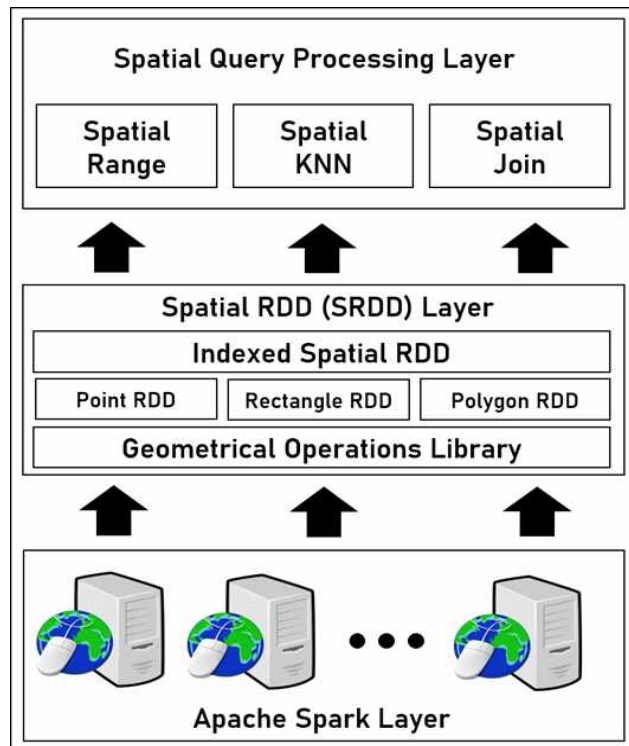 Spatial Query Processing Layer
Spatial
Range
Spatial
KNN
Spatial
Join
Spatial RDD (SRDD) Layer
Indexed Spatial RDD
Point RDD
Rectangle RDD
Polygon RDD
Geometrical Operations Library
Apache Spark Layer